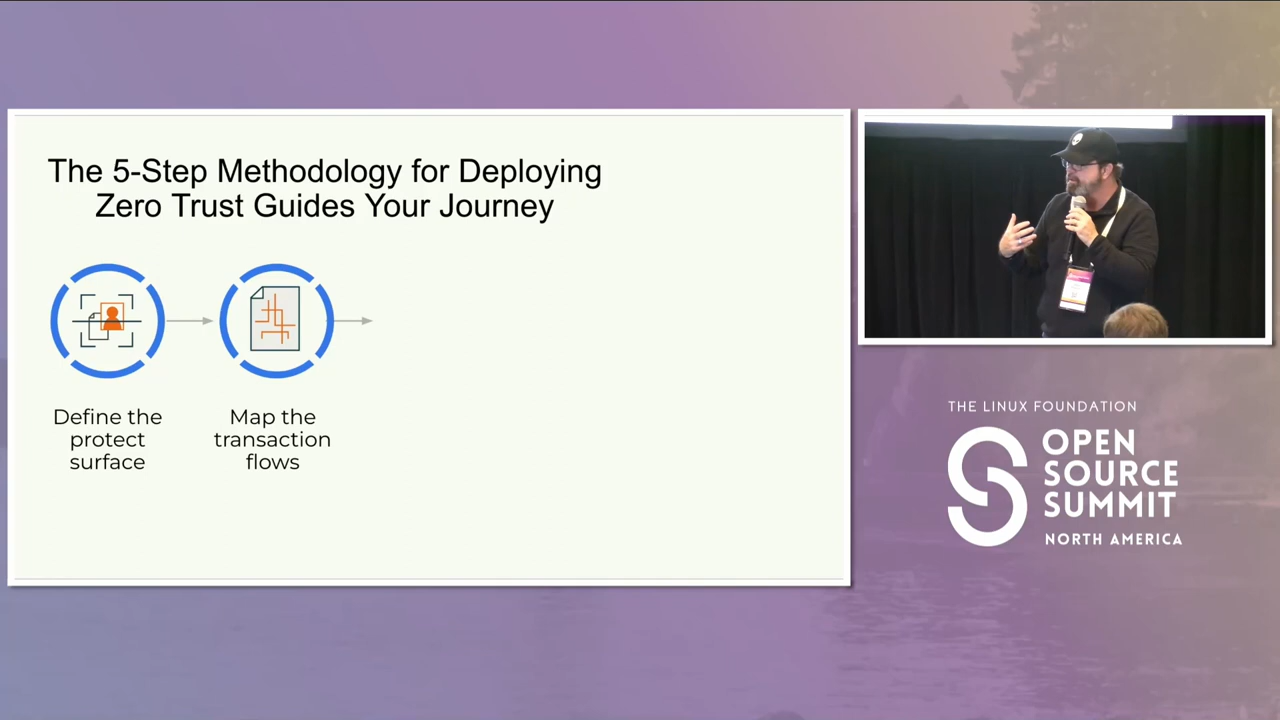 The 5-Step Methodology for Deploying
Zero Trust Guides Your Journey
Define the
protect
surface
Map the
transaction
flows
THE LINUX FOUNDATION
OPEN
SOURCE
SUMMIT
NORTH AMERICA